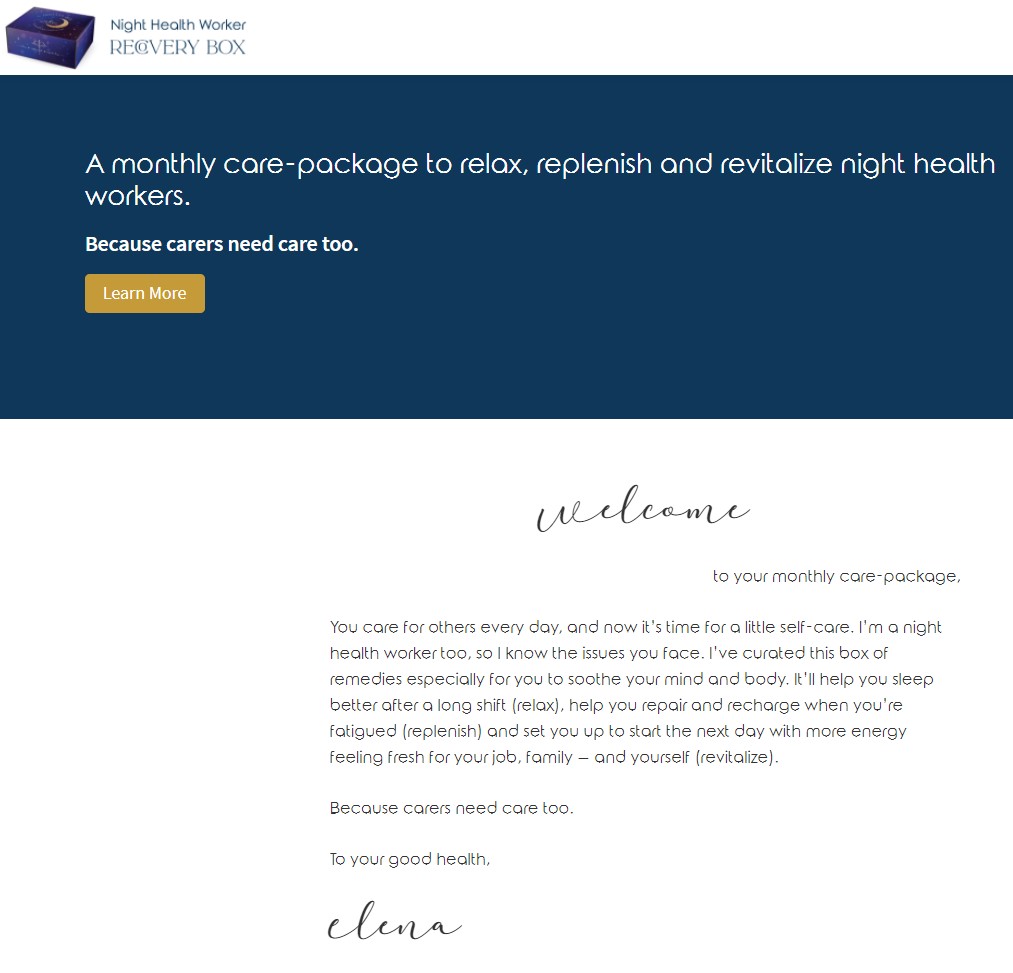 Night Health Worker
RECOVERY BOX
A monthly care-package to relax, replenish and revitalize night health
workers.
Because carers need care too.
Learn More
welcome
to your monthly care-package,
You care for others every day, and now it's time for a little self-care. I'm a night
health worker too, so I know the issues you face. I've curated this box of
remedies especially for you to soothe your mind and body. It'll help you sleep
better after a long shift (relax), help you repair and recharge when you're
fatigued (replenish) and set you up to start the next day with more energy
feeling fresh for your job, family – and yourself (revitalize).
Because carers need care too.
To your good health,
elena